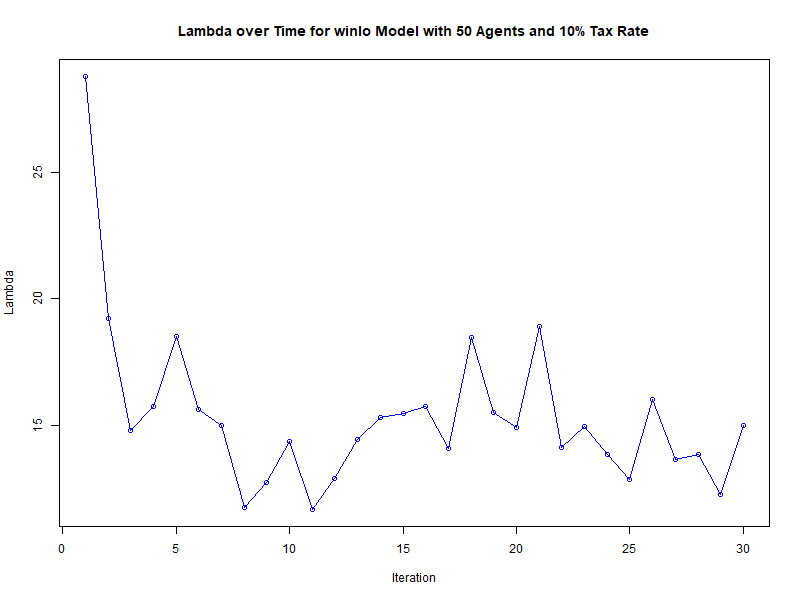 Lambda over Time for winlo Model with 50 Agents and 10% Tax Rate
25
20
15
Lambda
0 5 10 15 20 25 30
Iteration